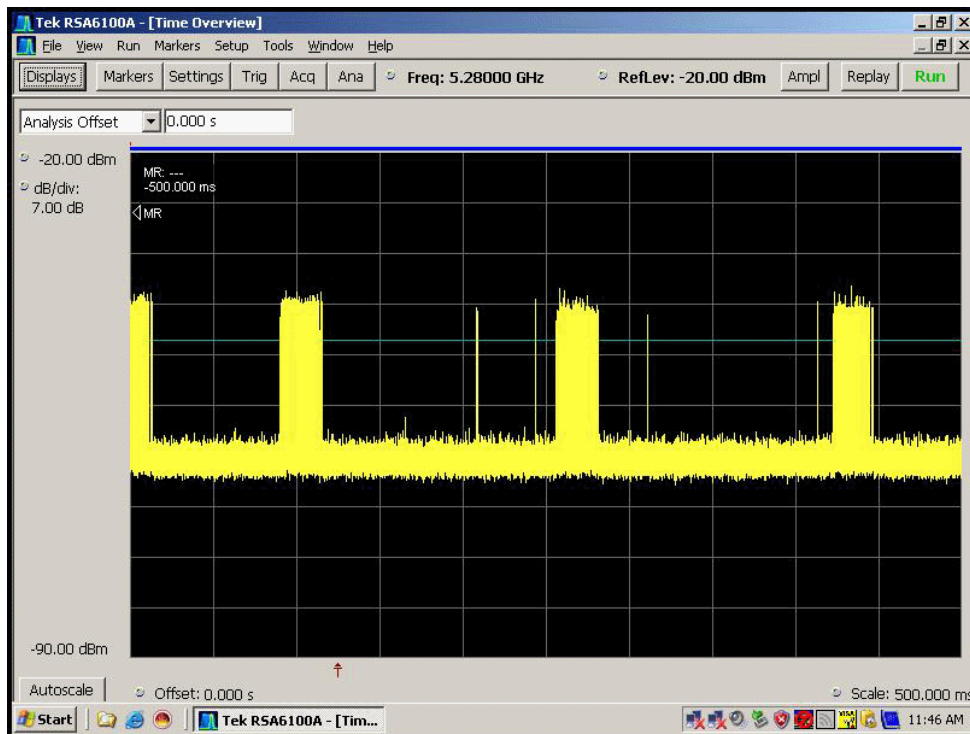 Tek RSA6100A - [Time Overview]
File View Run Markers Setup Tools Window Help
Displays Markers Settings Trig Acq Ana Freq: 5.28000 GHz RefLev: -20.00 dBm Ampl Replay Run
Analysis Offset 0.000 s
-20.00 dBm
dB/div:
7.00 dB
MR: ---
-500.000 ms
MR
-90.00 dBm
Autoscale Offset: 0.000 s Scale: 500.000 ms
Start Tek RSA6100A - [Tim... 11:46 AM